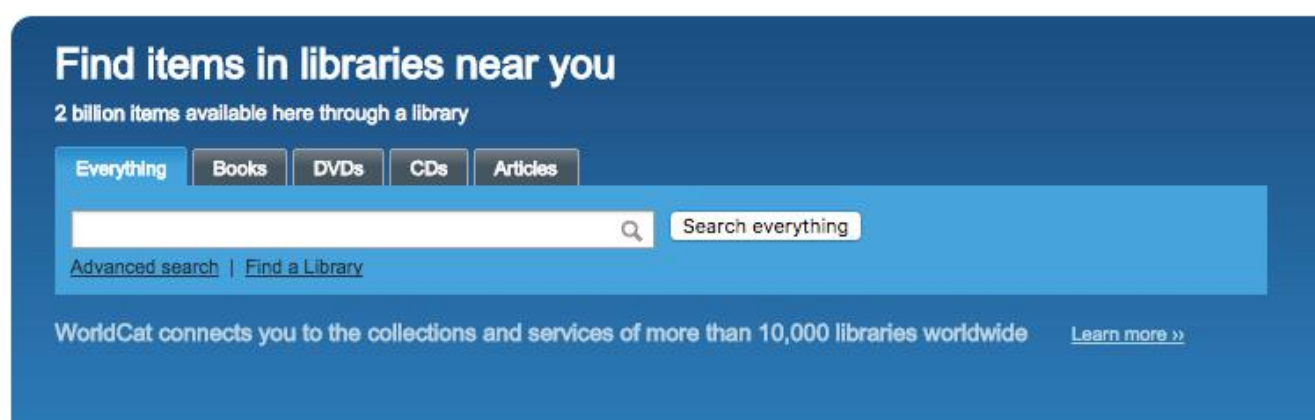 Find items in libraries near you
2 billion items available here through a library
Everything Books DVDs CDs Articles
Search everything
Advanced search | Find a Library
WorldCat connects you to the collections and services of more than 10,000 libraries worldwide Learn more ››